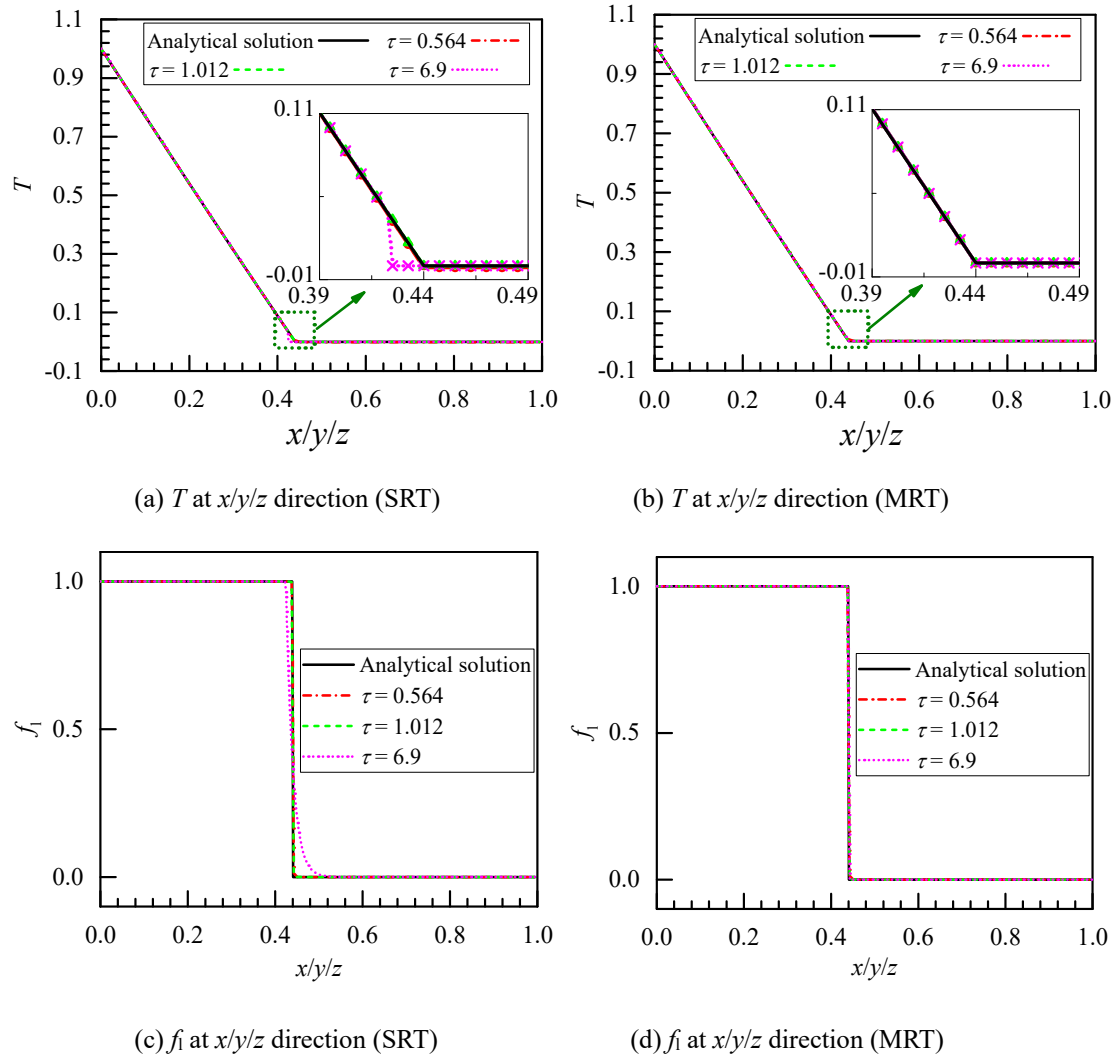 1.1
0.9
0.7
0.5
0.3
0.1
-0.1
T
Analytical solution
τ = 0.564
τ = 1.012
τ = 6.9
0.11
-0.01
0.39
0.44
0.49
0.0 0.2 0.4 0.6 0.8 1.0
x/y/z
(a) T at x/y/z direction (SRT)
1.1
0.9
0.7
0.5
0.3
0.1
-0.1
T
Analytical solution
τ = 0.564
τ = 1.012
τ = 6.9
0.11
-0.01
0.39
0.44
0.49
0.0 0.2 0.4 0.6 0.8 1.0
x/y/z
(b) T at x/y/z direction (MRT)
1.0
0.5
0.0
fl
Analytical solution
τ = 0.564
τ = 1.012
τ = 6.9
0.0 0.2 0.4 0.6 0.8 1.0
x/y/z
(c) fl at x/y/z direction (SRT)
1.0
0.5
0.0
fl
Analytical solution
τ = 0.564
τ = 1.012
τ = 6.9
0.0 0.2 0.4 0.6 0.8 1.0
x/y/z
(d) fl at x/y/z direction (MRT)